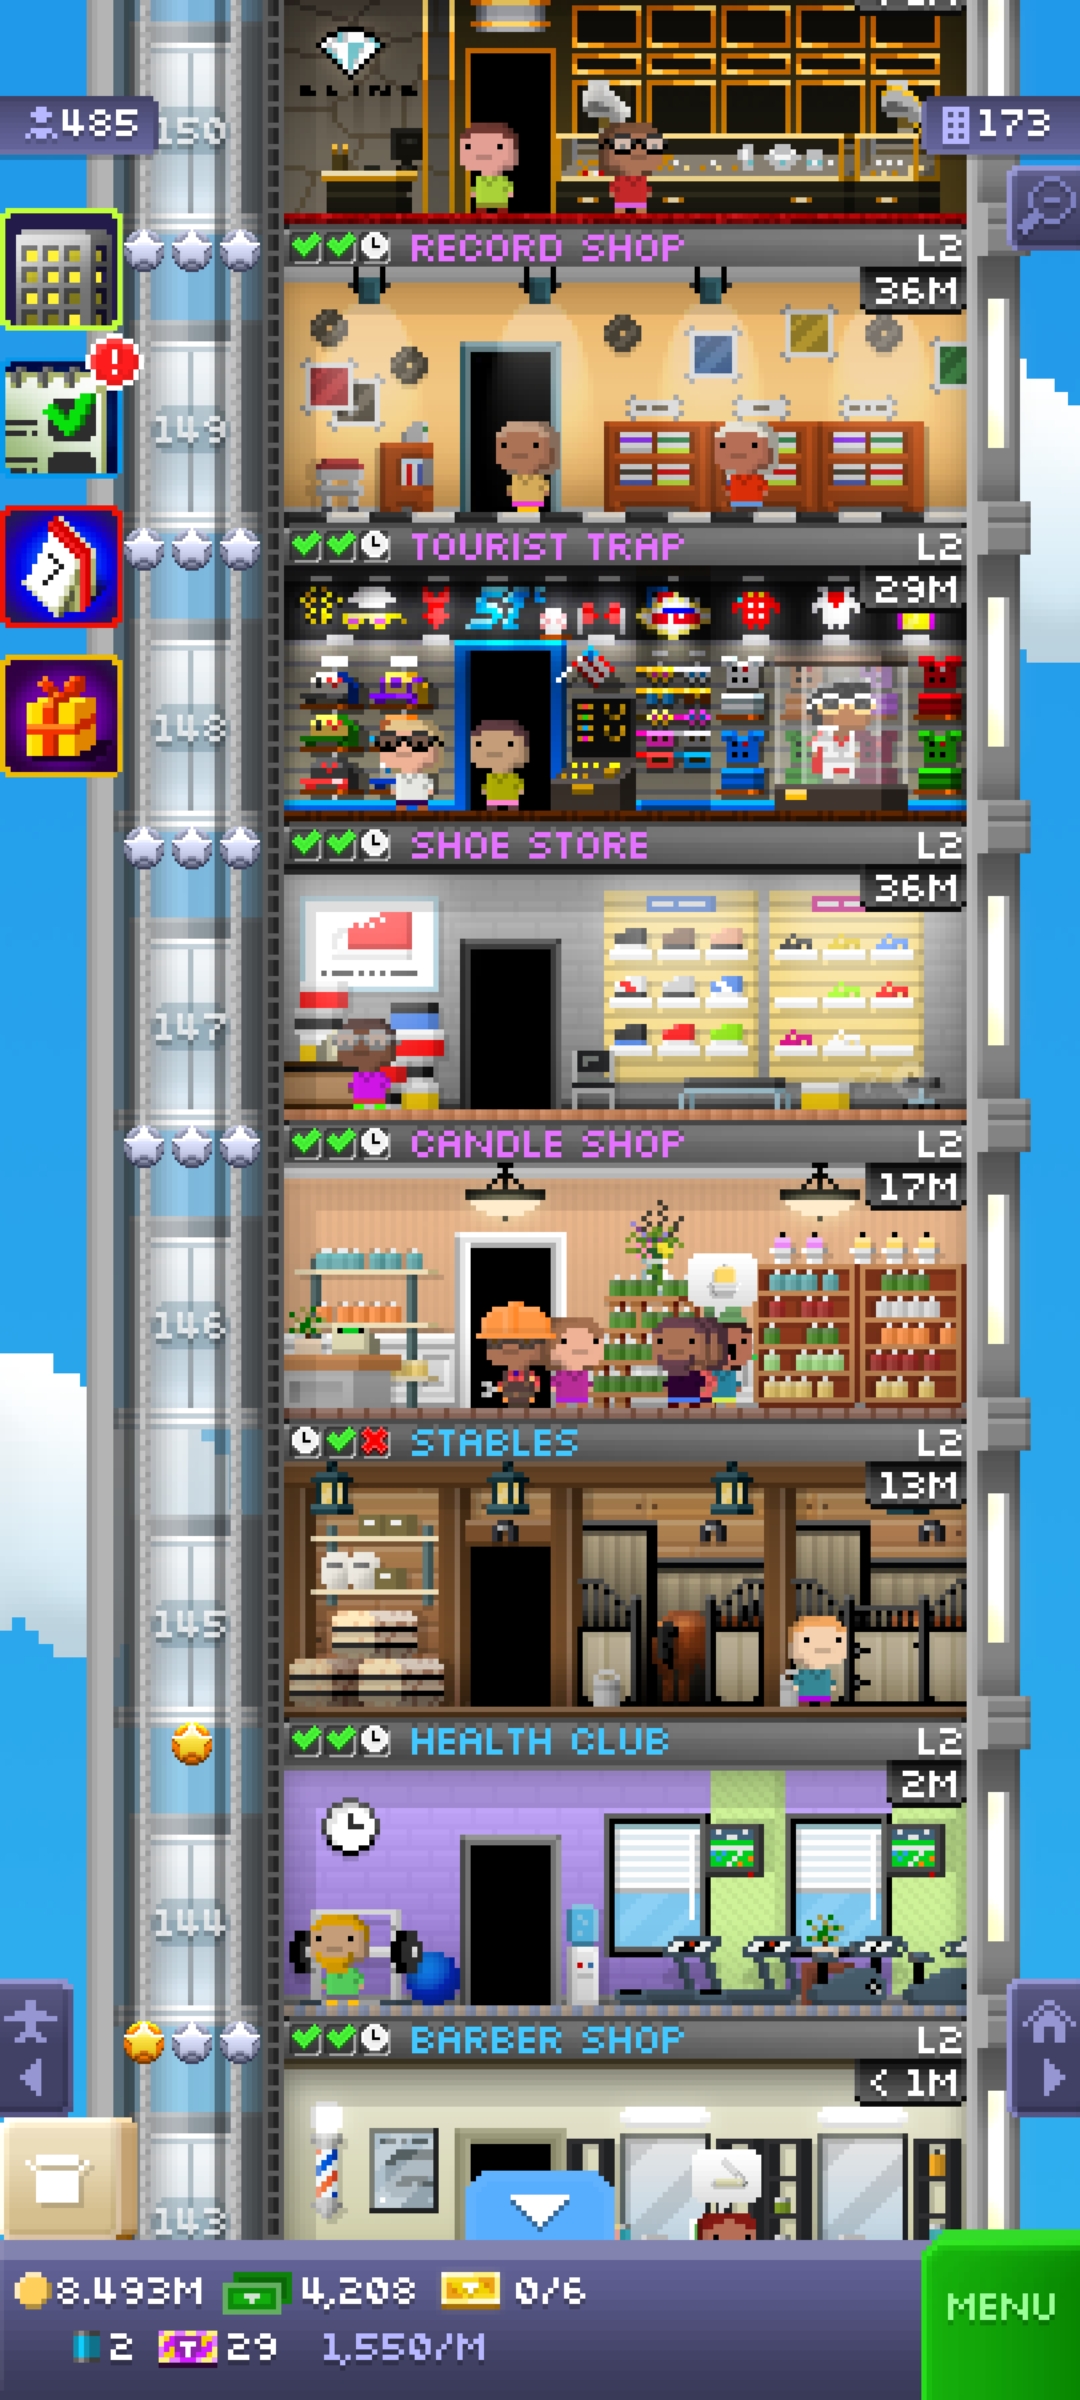 BLING
485
150
173
RECORD SHOP L2
36M
149
TOURIST TRAP L2
29M
148
SHOE STORE L2
36M
147
CANDLE SHOP L2
17M
146
STABLES L2
13M
145
HEALTH CLUB L2
2M
144
BARBER SHOP L2
< 1M
143
8.493M 4,208 0/6
MENU
2 29 1,550/M